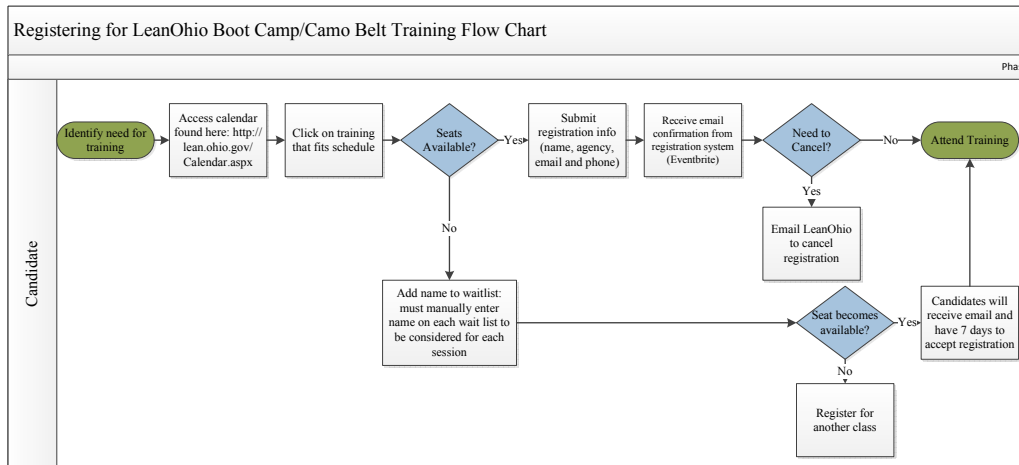 Registering for LeanOhio Boot Camp/Camo Belt Training Flow Chart
Phas
Candidate
Identify need for
training
Access calendar
found here: http://
lean.ohio.gov/
Calendar.aspx
Click on training
that fits schedule
Seats
Available?
Yes
Submit
registration info
(name, agency,
email and phone)
Receive email
confirmation from
registration system
(Eventbrite)
Need to
Cancel?
No
Attend Training
Yes
Email LeanOhio
to cancel
registration
No
Add name to waitlist:
must manually enter
name on each wait list to
be considered for each
session
Seat becomes
available?
Yes
Candidates will
receive email and
have 7 days to
accept registration
No
Register for
another class